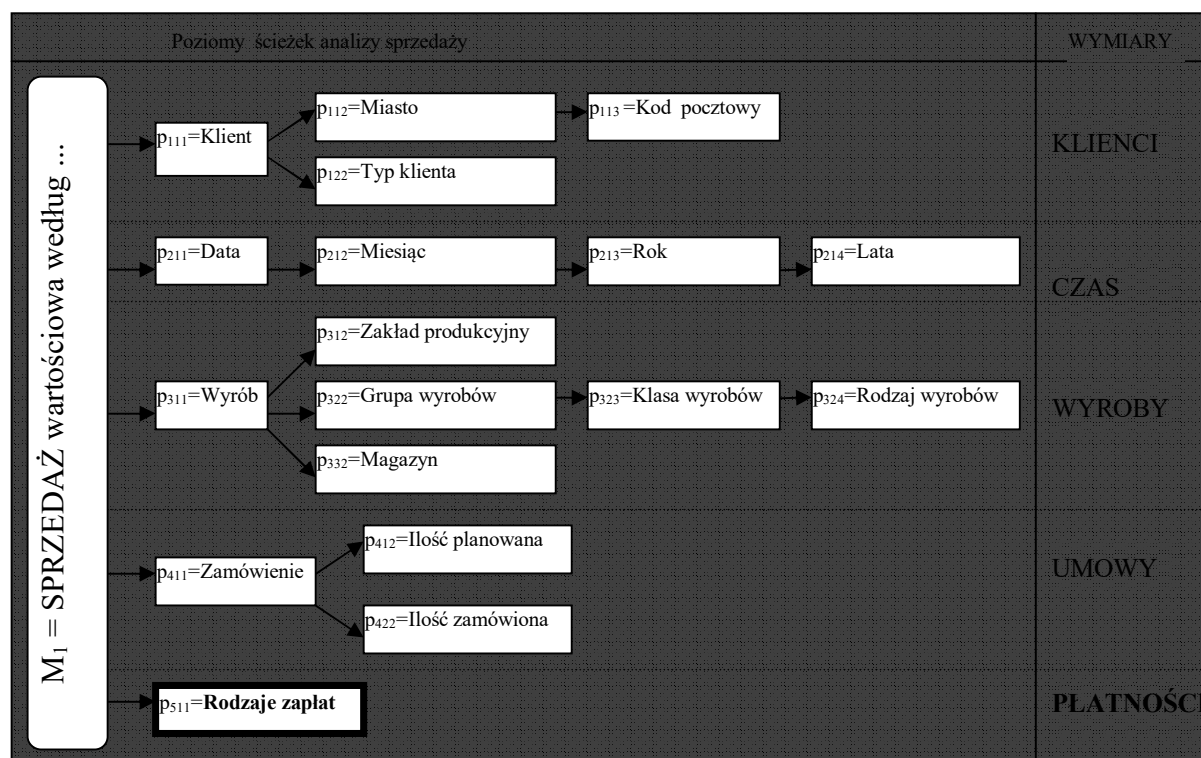 Poziomy ścieżek analizy sprzedaży
WYMIARY
M₁ = SPRZEDAŻ wartościowa według ...
p₁₁₁=Klient
p₁₁₂=Miasto
p₁₁₃=Kod pocztowy
p₁₂₂=Typ klienta
KLIENCI
p₂₁₁=Data
p₂₁₂=Miesiąc
p₂₁₃=Rok
p₂₁₄=Lata
CZAS
p₃₁₂=Zakład produkcyjny
p₃₁₁=Wyrób
p₃₂₂=Grupa wyrobów
p₃₂₃=Klasa wyrobów
p₃₂₄=Rodzaj wyrobów
WYROBY
p₃₃₂=Magazyn
p₄₁₂=Ilość planowana
p₄₁₁=Zamówienie
UMOWY
p₄₂₂=Ilość zamówiona
p₅₁₁=Rodzaje zapłat
PŁATNOŚCI